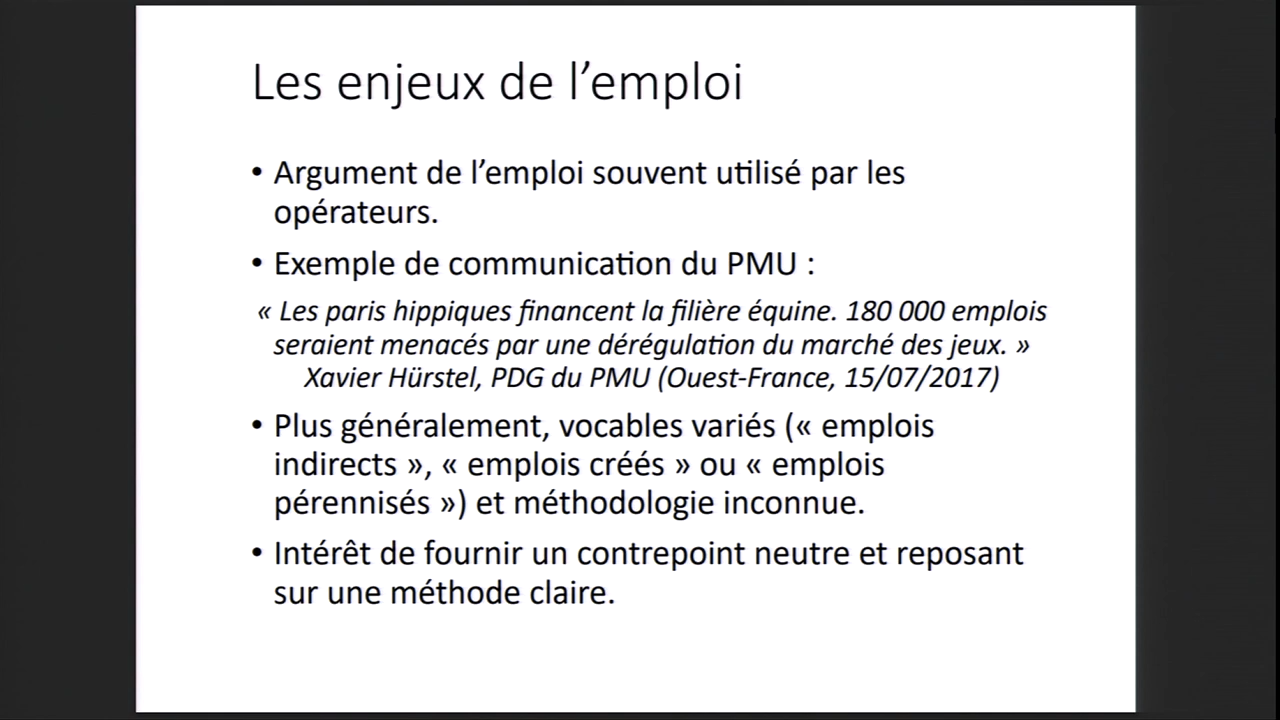 Les enjeux de l’emploi
• Argument de l’emploi souvent utilisé par les
opérateurs.
• Exemple de communication du PMU :
« Les paris hippiques financent la filière équine. 180 000 emplois
seraient menacés par une dérégulation du marché des jeux. »
Xavier Hürstel, PDG du PMU (Ouest-France, 15/07/2017)
• Plus généralement, vocables variés (« emplois
indirects », « emplois créés » ou « emplois
pérennisés ») et méthodologie inconnue.
• Intérêt de fournir un contrepoint neutre et reposant
sur une méthode claire.